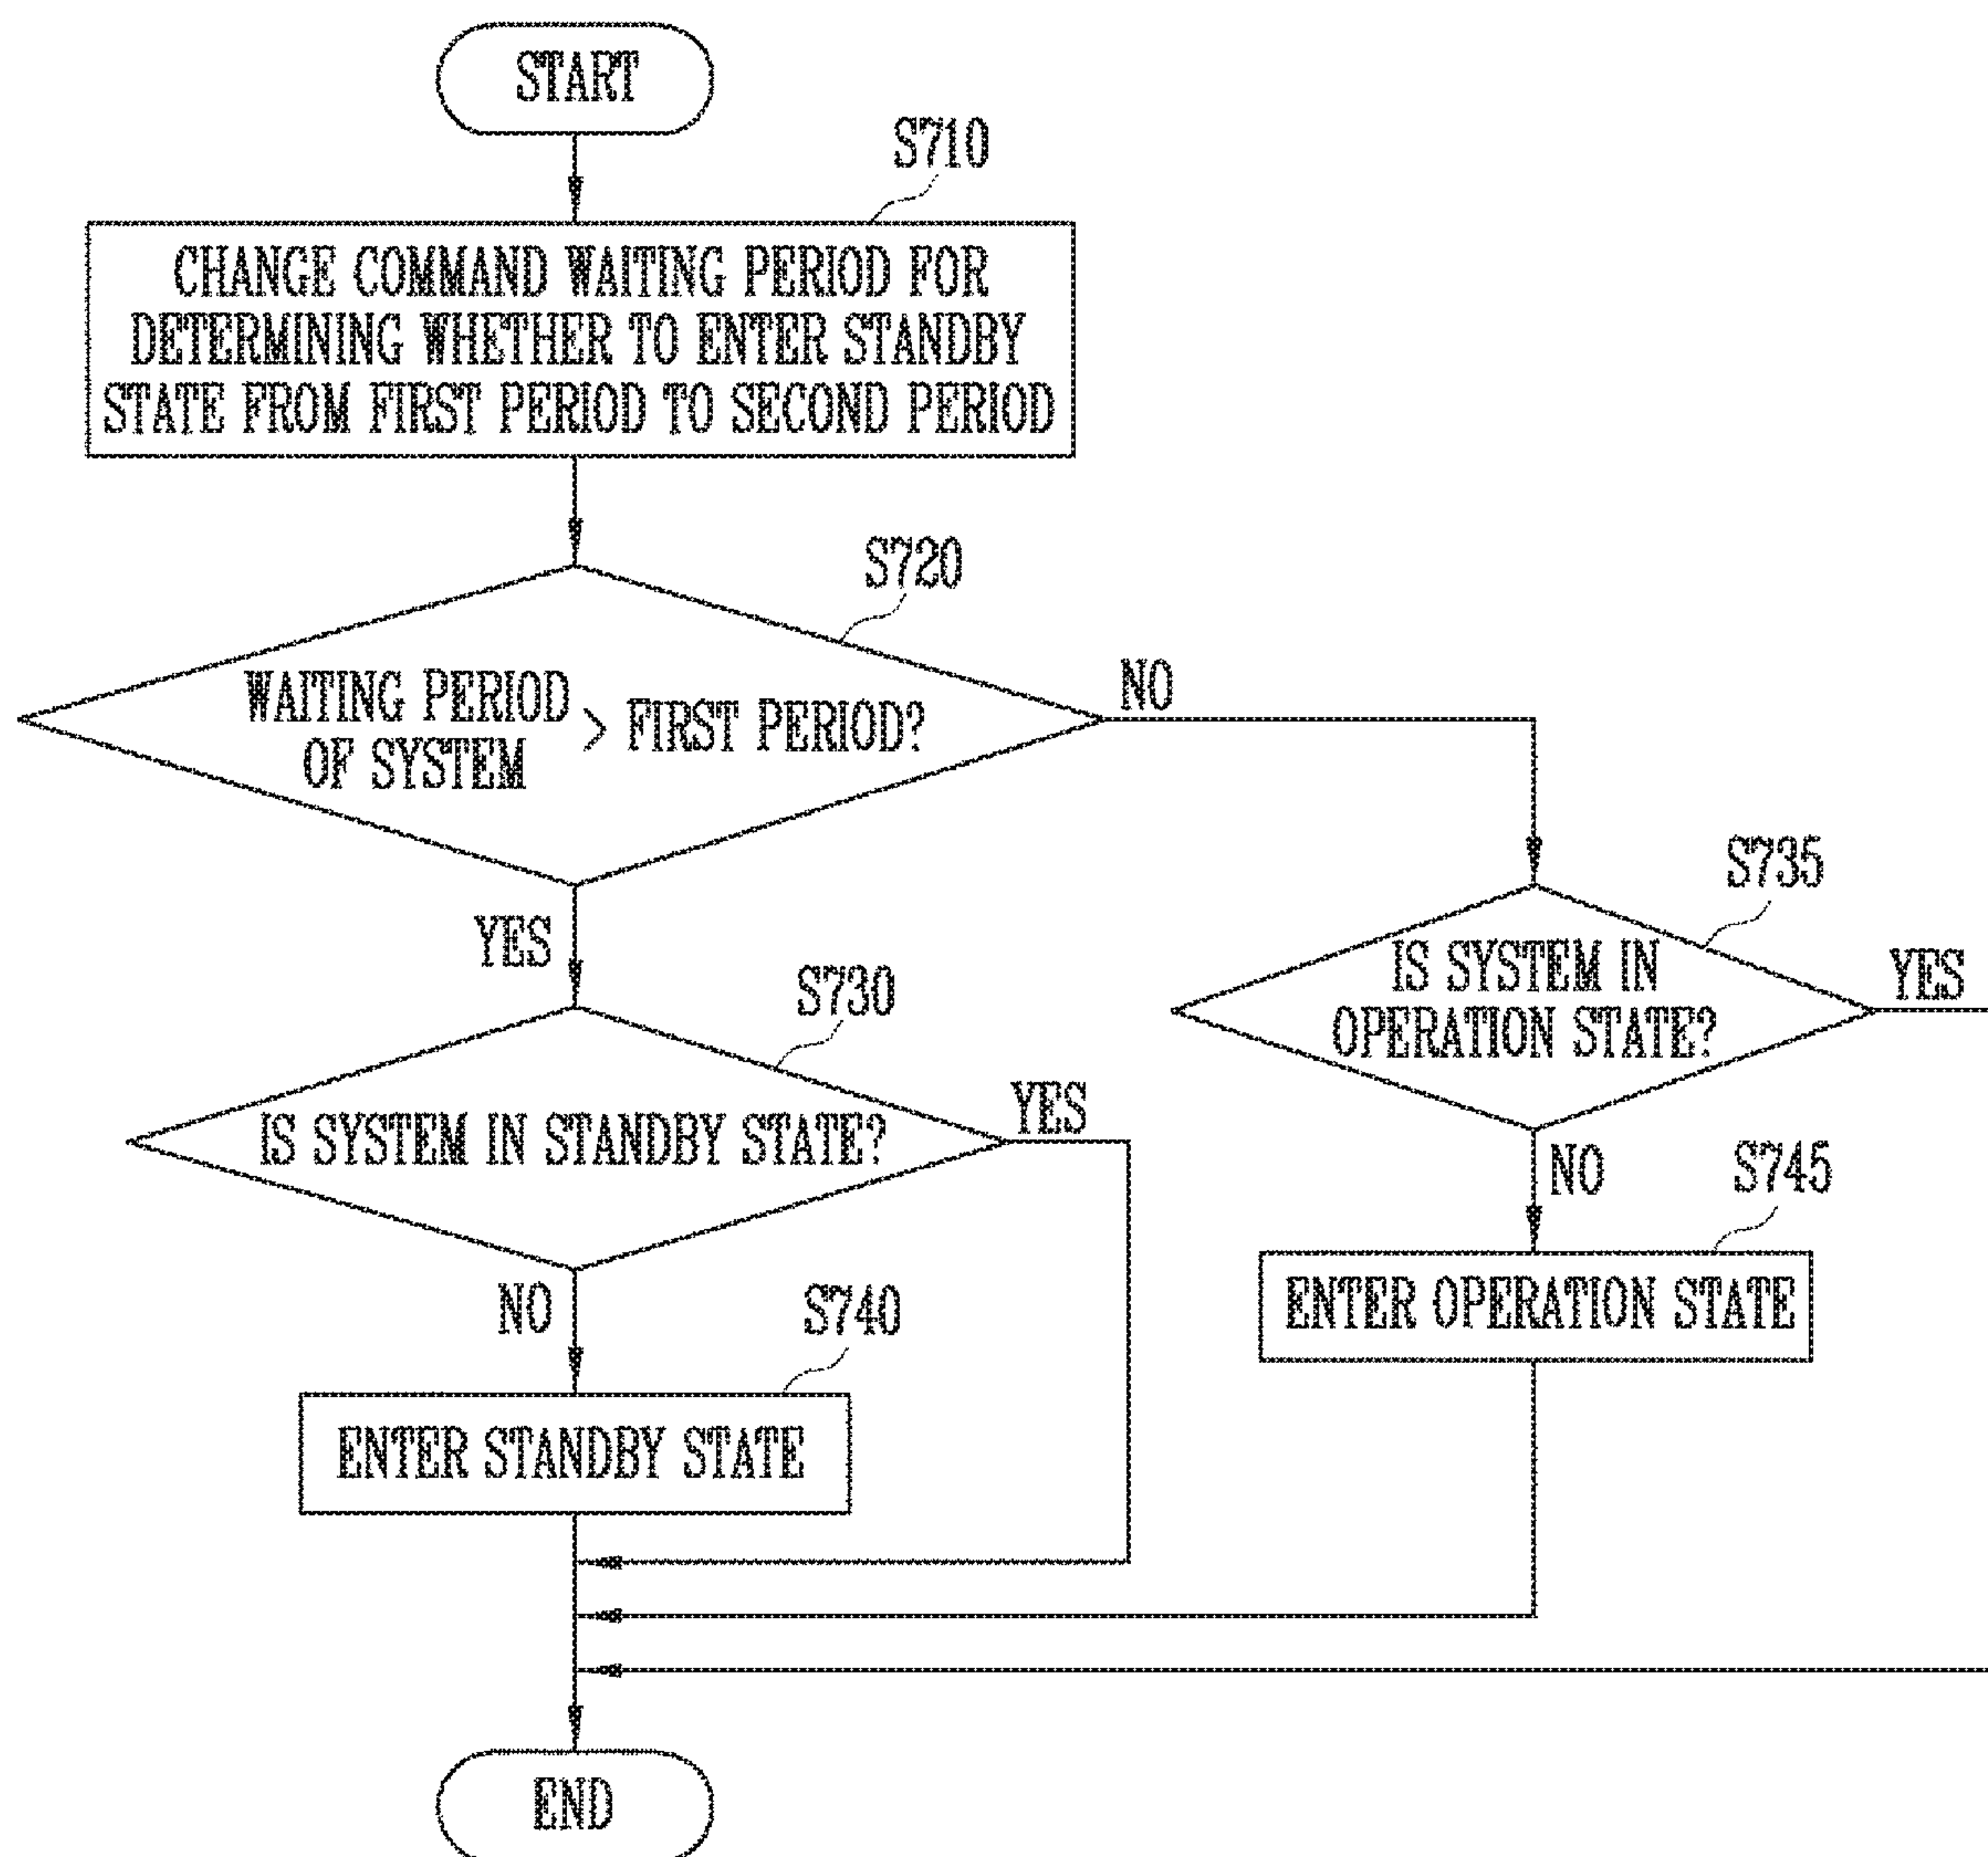 START
S710
CHANGE COMMAND WAITING PERIOD FOR
DETERMINING WHETHER TO ENTER STANDBY
STATE FROM FIRST PERIOD TO SECOND PERIOD
S720
WAITING PERIOD
OF SYSTEM
> FIRST PERIOD?
NO
YES
S735
IS SYSTEM IN
OPERATION STATE?
YES
S730
IS SYSTEM IN STANDBY STATE?
YES
NO
S745
ENTER OPERATION STATE
NO
S740
ENTER STANDBY STATE
END